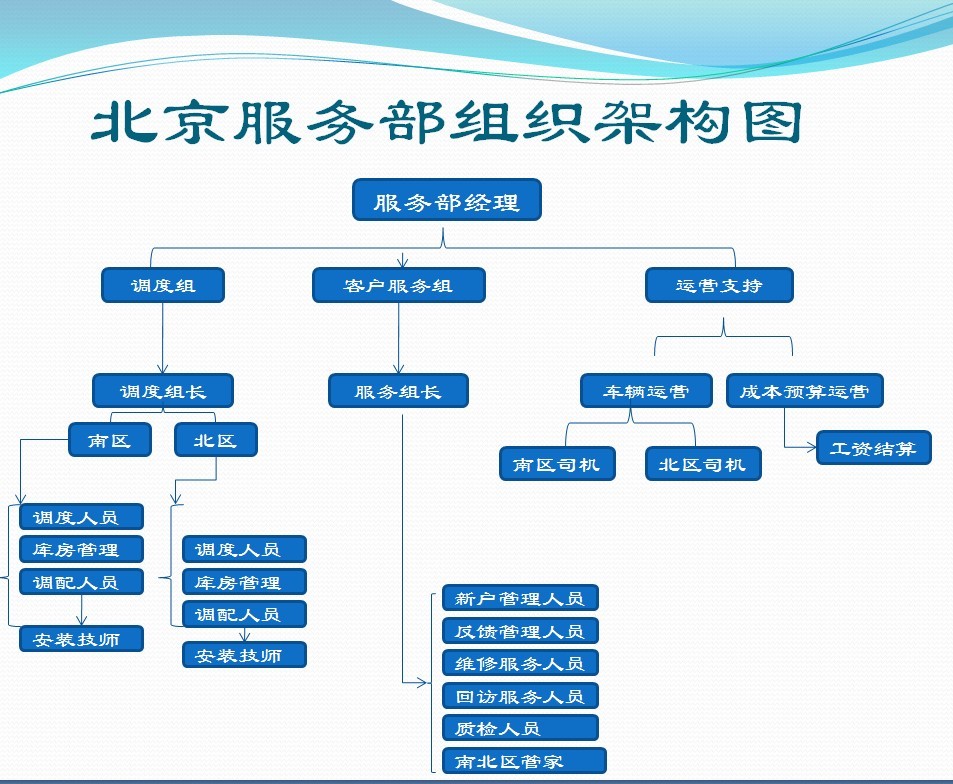 北京服务部组织架构图
服务部经理
调度组
客户服务组
运营支持
调度组长
服务组长
车辆运营
成本预算运营
南区
北区
南区司机
北区司机
工资结算
调度人员
库房管理
调配人员
安装技师
调度人员
库房管理
调配人员
安装技师
新户管理人员
反馈管理人员
维修服务人员
回访服务人员
质检人员
南北区管家